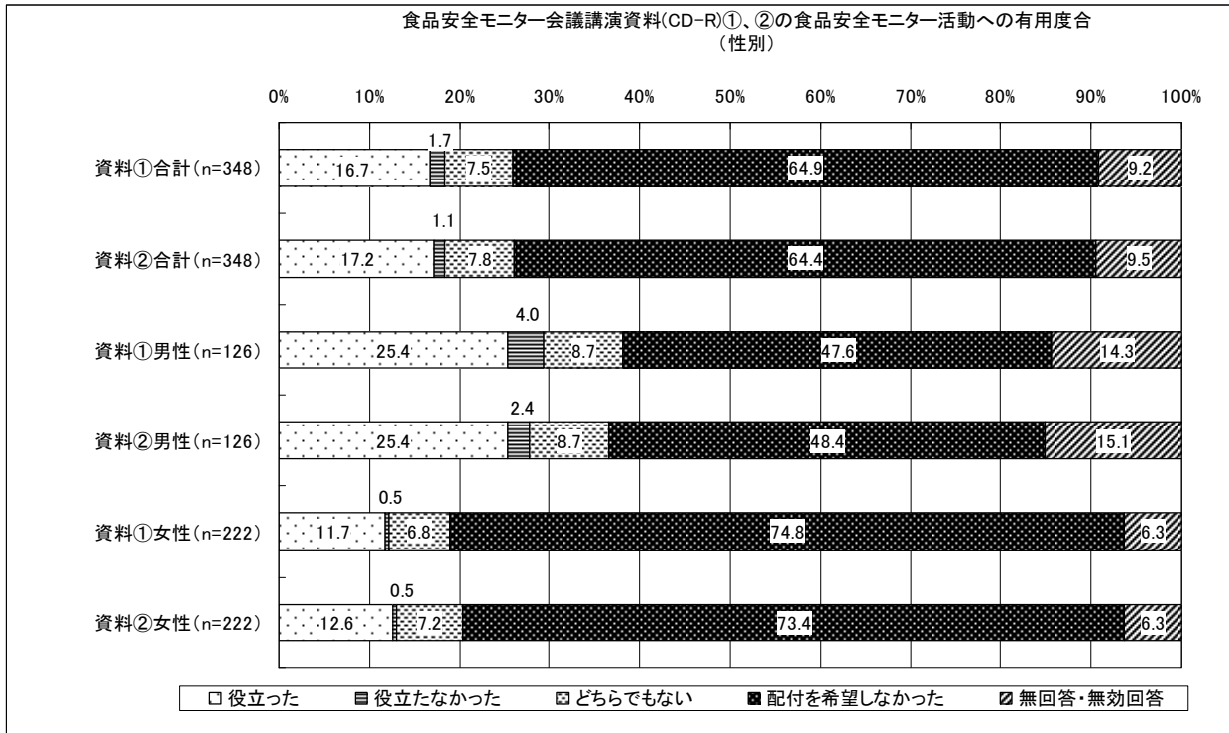 食品安全モニター会議講演資料(CD-R)①、②の食品安全モニター活動への有用度合
(性別)
0% 10% 20% 30% 40% 50% 60% 70% 80% 90% 100%
1.7
資料①合計(n=348) 16.7 7.5 64.9 9.2
1.1
資料②合計(n=348) 17.2 7.8 64.4 9.5
4.0
資料①男性(n=126) 25.4 8.7 47.6 14.3
2.4
資料②男性(n=126) 25.4 8.7 48.4 15.1
0.5
資料①女性(n=222) 11.7 6.8 74.8 6.3
0.5
資料②女性(n=222) 12.6 7.2 73.4 6.3
役立った 役立たなかった どちらでもない 配付を希望しなかった 無回答・無効回答